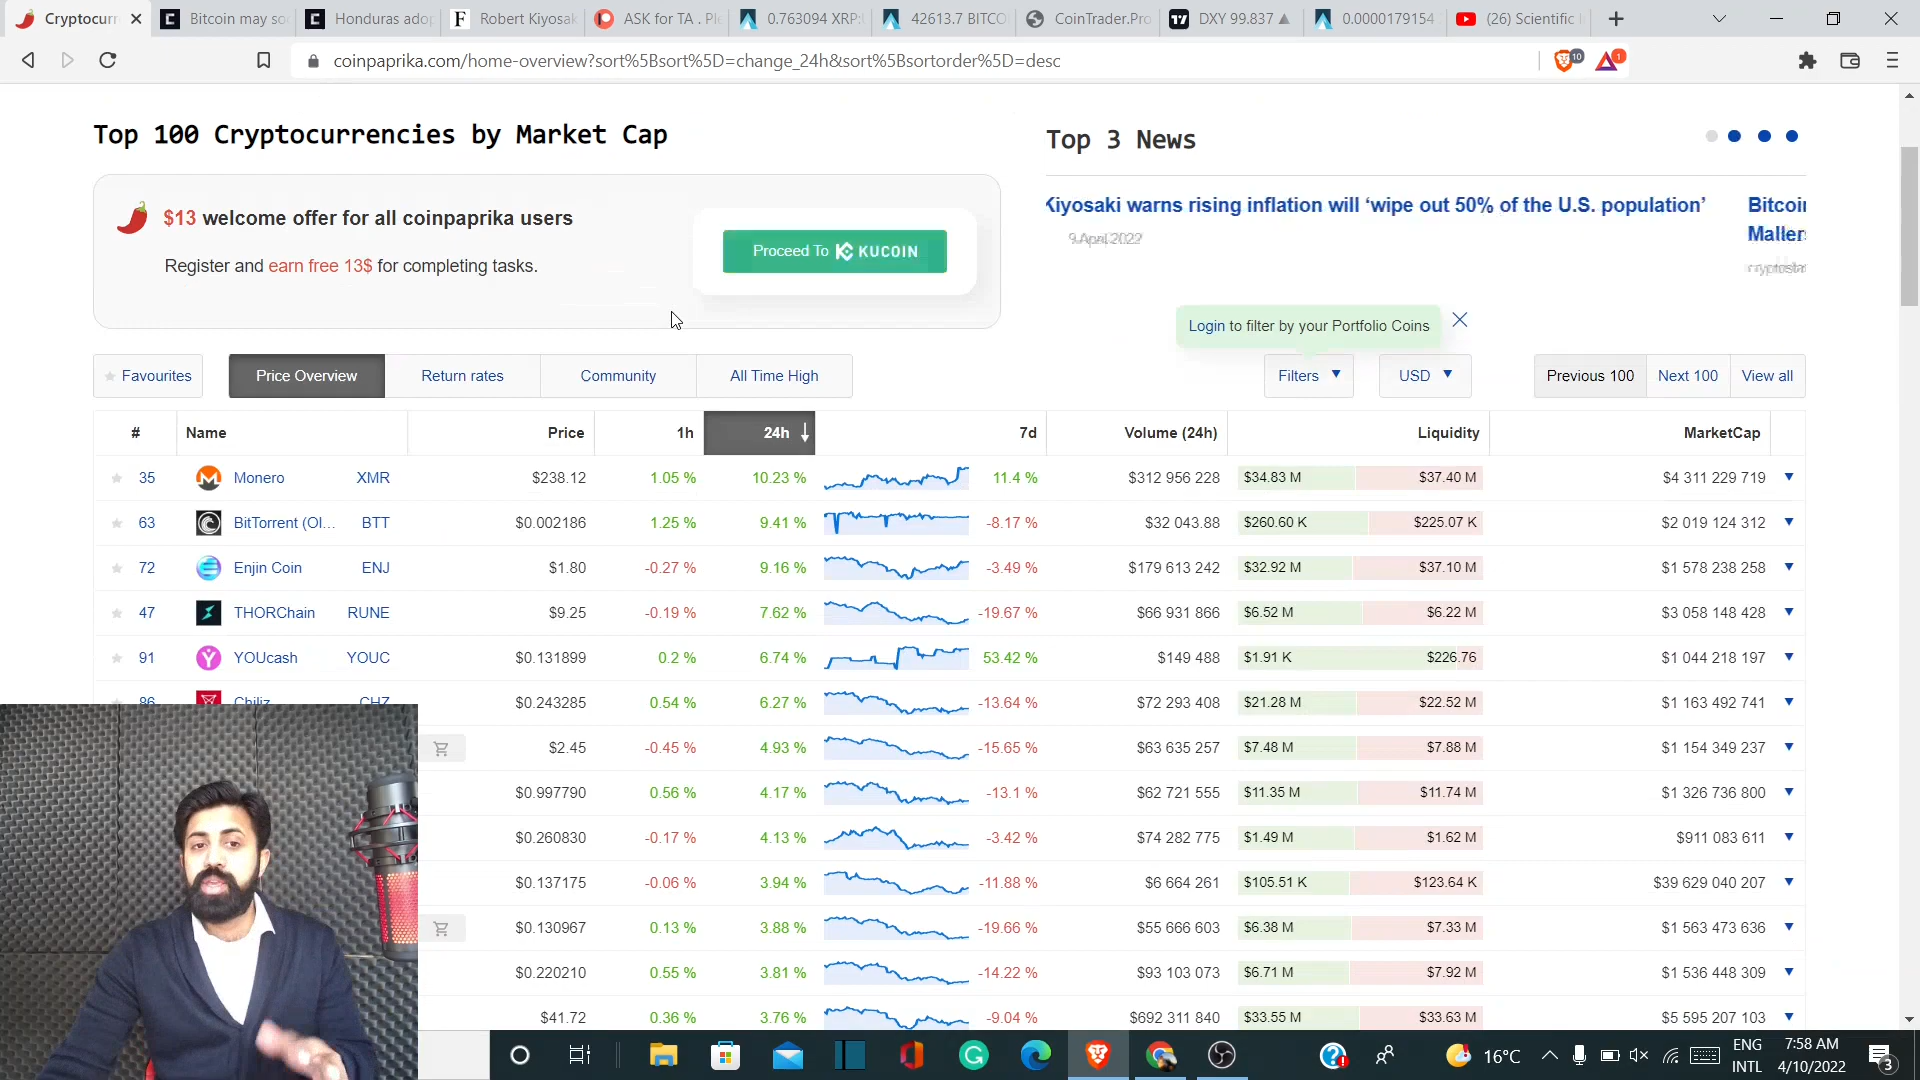 Cryptocurr
Bitcoin may so
Honduras adop
Robert Kiyosak
ASK for TA . Ple
0.763094 XRP:
42613.7 BITCO
CoinTrader.Pro
DXY 99.837 ▲
0.0000179154
(26) Scientific
coinpaprika.com/home-overview?sort%5Bsort%5D=change_24h&sort%5Bsortorder%5D=desc
10
1
Top 100 Cryptocurrencies by Market Cap
Top 3 News
$13 welcome offer for all coinpaprika users
Register and earn free 13$ for completing tasks.
Proceed To KUCOIN
Kiyosaki warns rising inflation will ‘wipe out 50% of the U.S. population’
9 April 2022
Bitcoin
Mallers
Login to filter by your Portfolio Coins
Favourites
Price Overview
Return rates
Community
All Time High
Filters ▼
USD ▼
Previous 100
Next 100
View all
# Name Price 1h 24h ↓ 7d Volume (24h) Liquidity MarketCap
35 Monero XMR $238.12 1.05 % 10.23 % 11.4 % $312 956 228 $34.83 M $37.40 M $4 311 229 719
63 BitTorrent (Ol... BTT $0.002186 1.25 % 9.41 % -8.17 % $32 043.88 $260.60 K $225.07 K $2 019 124 312
72 Enjin Coin ENJ $1.80 -0.27 % 9.16 % -3.49 % $179 613 242 $32.92 M $37.10 M $1 578 238 258
47 THORChain RUNE $9.25 -0.19 % 7.62 % -19.67 % $66 931 866 $6.52 M $6.22 M $3 058 148 428
91 YOUcash YOUC $0.131899 0.2 % 6.74 % 53.42 % $149 488 $1.91 K $226.76 $1 044 218 197
86 Chiliz CHZ $0.243285 0.54 % 6.27 % -13.64 % $72 293 408 $21.28 M $22.52 M $1 163 492 741
$2.45 -0.45 % 4.93 % -15.65 % $63 635 257 $7.48 M $7.88 M $1 154 349 237
$0.997790 0.56 % 4.17 % -13.1 % $62 721 555 $11.35 M $11.74 M $1 326 736 800
$0.260830 -0.17 % 4.13 % -3.42 % $74 282 775 $1.49 M $1.62 M $911 083 611
$0.137175 -0.06 % 3.94 % -11.88 % $6 664 261 $105.51 K $123.64 K $39 629 040 207
$0.130967 0.13 % 3.88 % -19.66 % $55 666 603 $6.38 M $7.33 M $1 563 473 636
$0.220210 0.55 % 3.81 % -14.22 % $93 103 073 $6.71 M $7.92 M $1 536 448 309
$41.72 0.36 % 3.76 % -9.04 % $692 311 840 $33.55 M $33.63 M $5 595 207 103
16°C
ENG
INTL
7:58 AM
4/10/2022
3